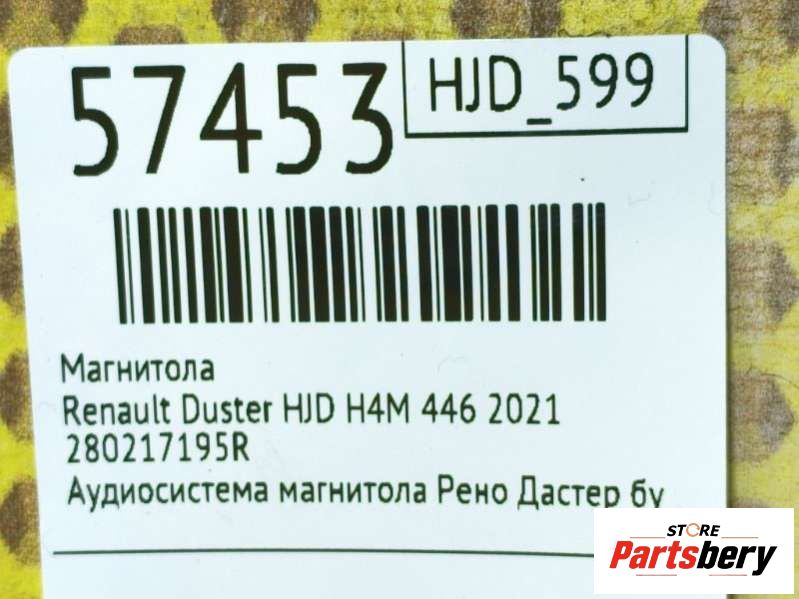 57453
HJD_599
Магнитола
Renault Duster HJD H4M 446 2021
280217195R
Аудиосистема магнитола Рено Дастер бу
STORE
Partsbery